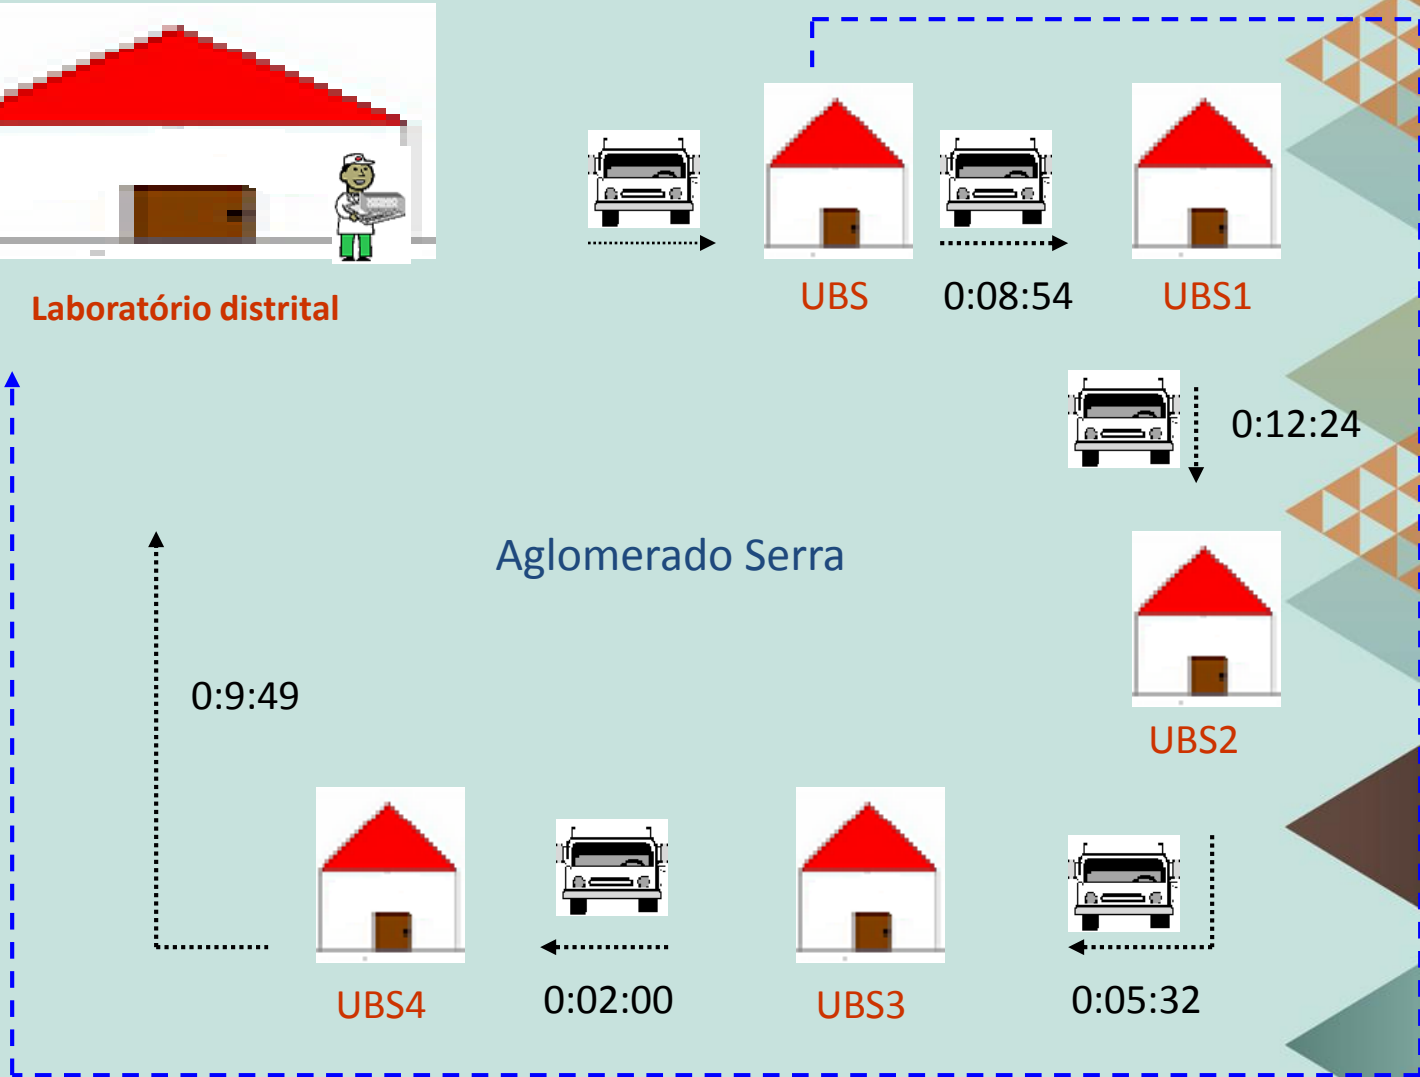 Laboratório distrital
UBS
0:08:54
UBS1
0:12:24
Aglomerado Serra
0:9:49
UBS2
UBS4
0:02:00
UBS3
0:05:32